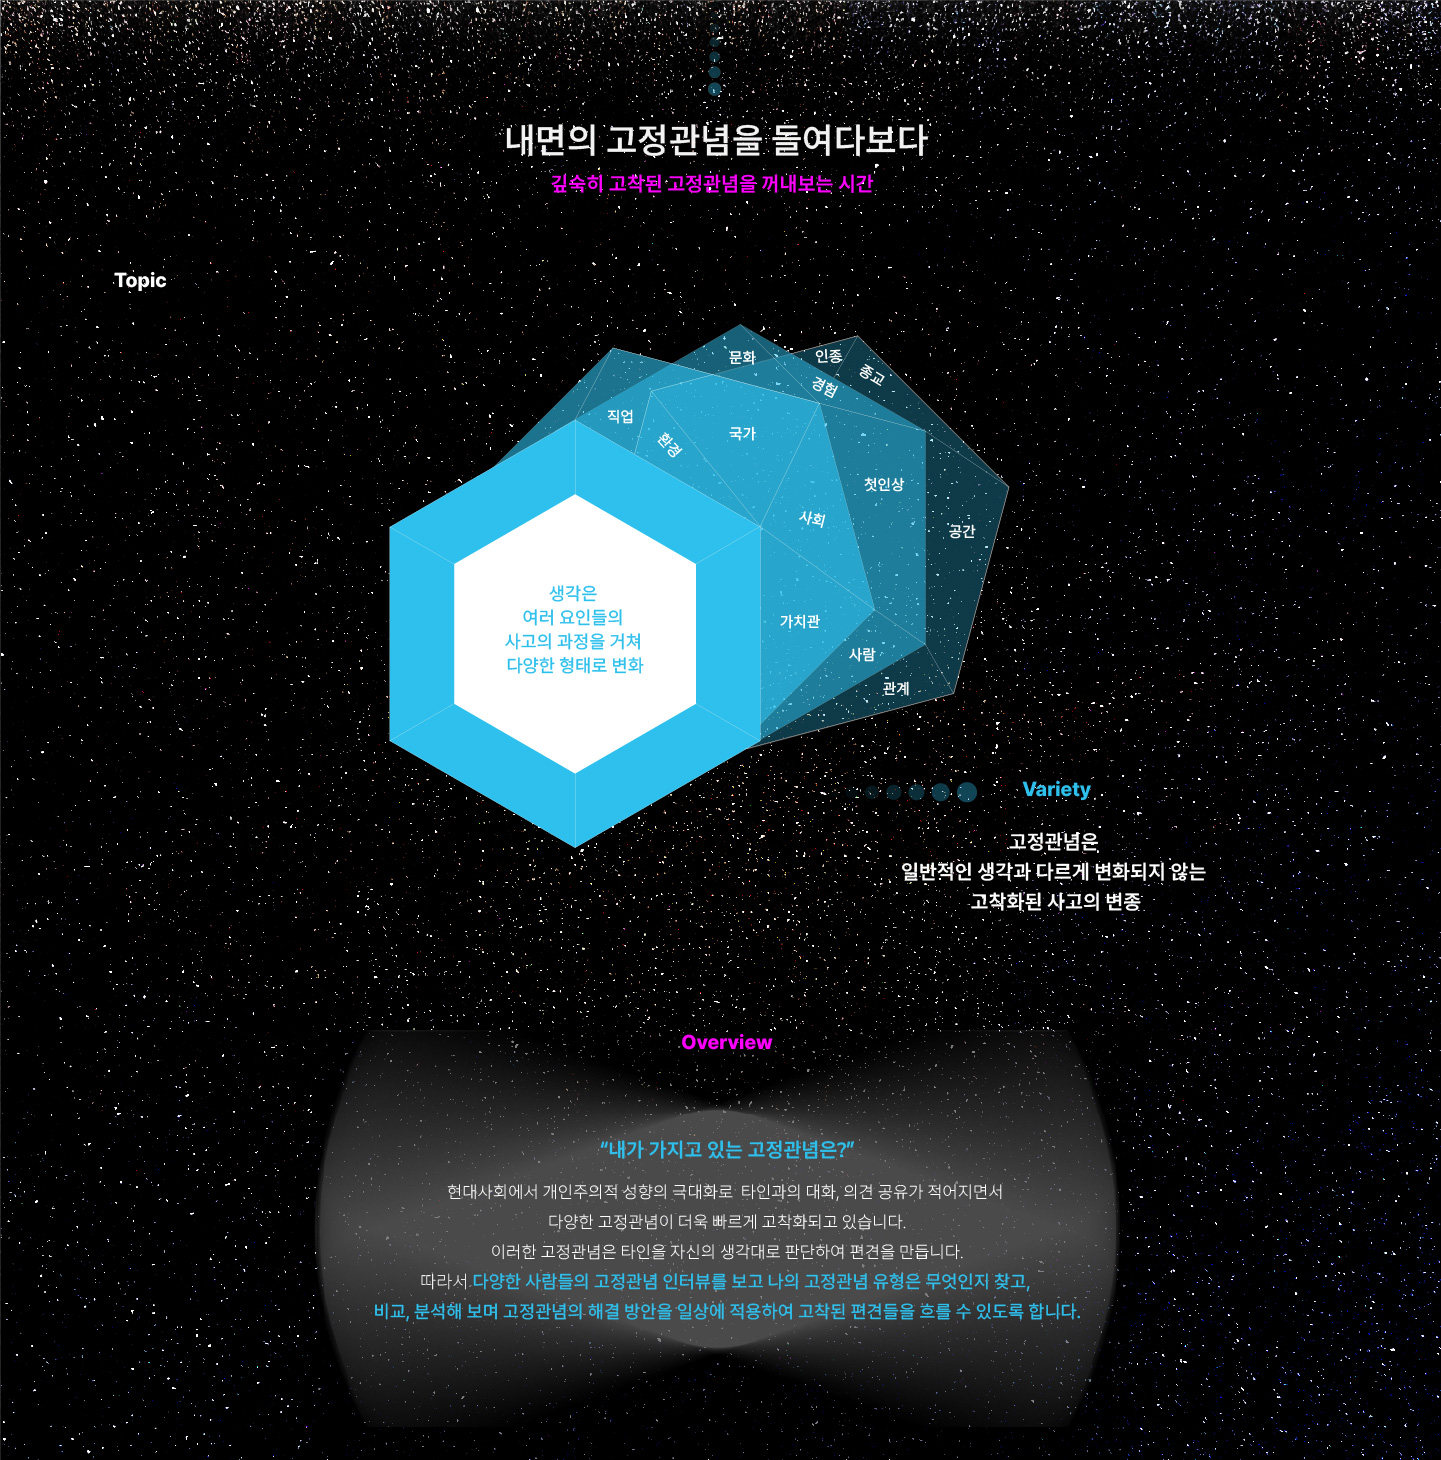 내면의 고정관념을 들여다보다
깊숙히 고착된 고정관념을 꺼내보는 시간
Topic
문화
인종
종교
경험
직업
환경
국가
첫인상
사회
공간
생각은
여러 요인들의
사고의 과정을 거쳐
다양한 형태로 변화
가치관
사람
관계
Variety
고정관념은
일반적인 생각과 다르게 변화되지 않는
고착화된 사고의 변종
Overview
“내가 가지고 있는 고정관념은?”
현대사회에서 개인주의적 성향의 극대화로 타인과의 대화, 의견 공유가 적어지면서
다양한 고정관념이 더욱 빠르게 고착화되고 있습니다.
이러한 고정관념은 타인을 자신의 생각대로 판단하여 편견을 만듭니다.
따라서 다양한 사람들의 고정관념 인터뷰를 보고 나의 고정관념 유형은 무엇인지 찾고,
비교, 분석해 보며 고정관념의 해결 방안을 일상에 적용하여 고착된 편견들을 흐를 수 있도록 합니다.